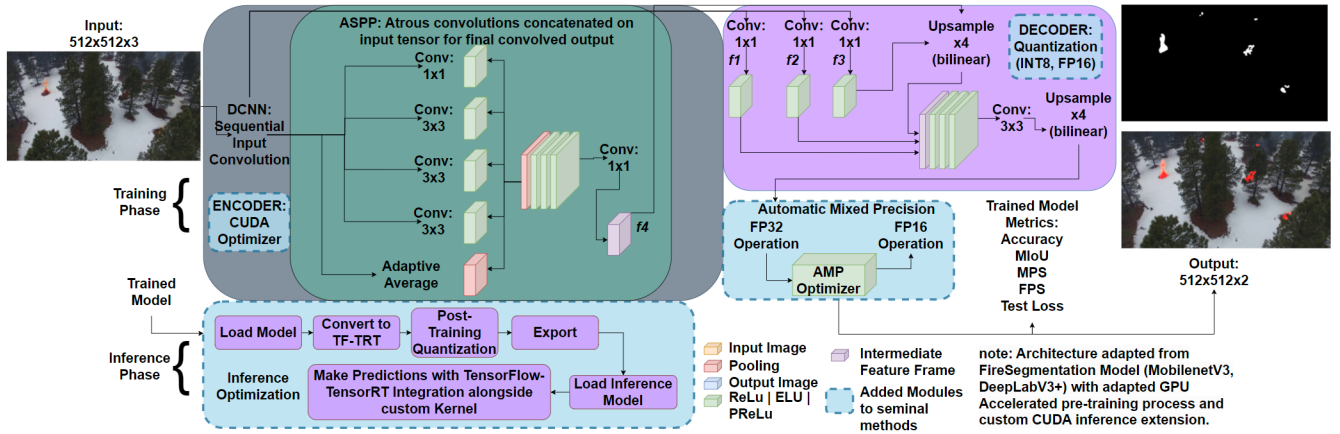 Input:
512x512x3
Training
Phase
DCNN:
Sequential
Input
Convolution
ENCODER:
CUDA
Optimizer
ASPP: Atrous convolutions concatenated on
input tensor for final convolved output
Conv:
1x1
Conv:
3x3
Conv:
3x3
Conv:
3x3
Adaptive
Average
Conv:
1x1
f4
Conv:
1x1
f1
Conv:
1x1
f2
Conv:
1x1
f3
Upsample
x4
(bilinear)
DECODER:
Quantization
(INT8, FP16)
Conv:
3x3
Upsample
x4
(bilinear)
Automatic Mixed Precision
FP32
Operation
FP16
Operation
AMP
Optimizer
Trained Model
Metrics:
Accuracy
MIoU
MPS
FPS
Test Loss
Output:
512x512x2
Trained
Model
Inference
Phase
Load Model
Convert to
TF-TRT
Post-
Training
Quantization
Export
Inference
Optimization
Make Predictions with TensorFlow-
TensorRT Integration alongside
custom Kernel
Load Inference
Model
Input Image
Pooling
Output Image
ReLu | ELU |
PReLu
Intermediate
Feature Frame
Added Modules
to seminal
methods
note: Architecture adapted from
FireSegmentation Model (MobilenetV3,
DeepLabV3+) with adapted GPU
Accelerated pre-training process and
custom CUDA inference extension.